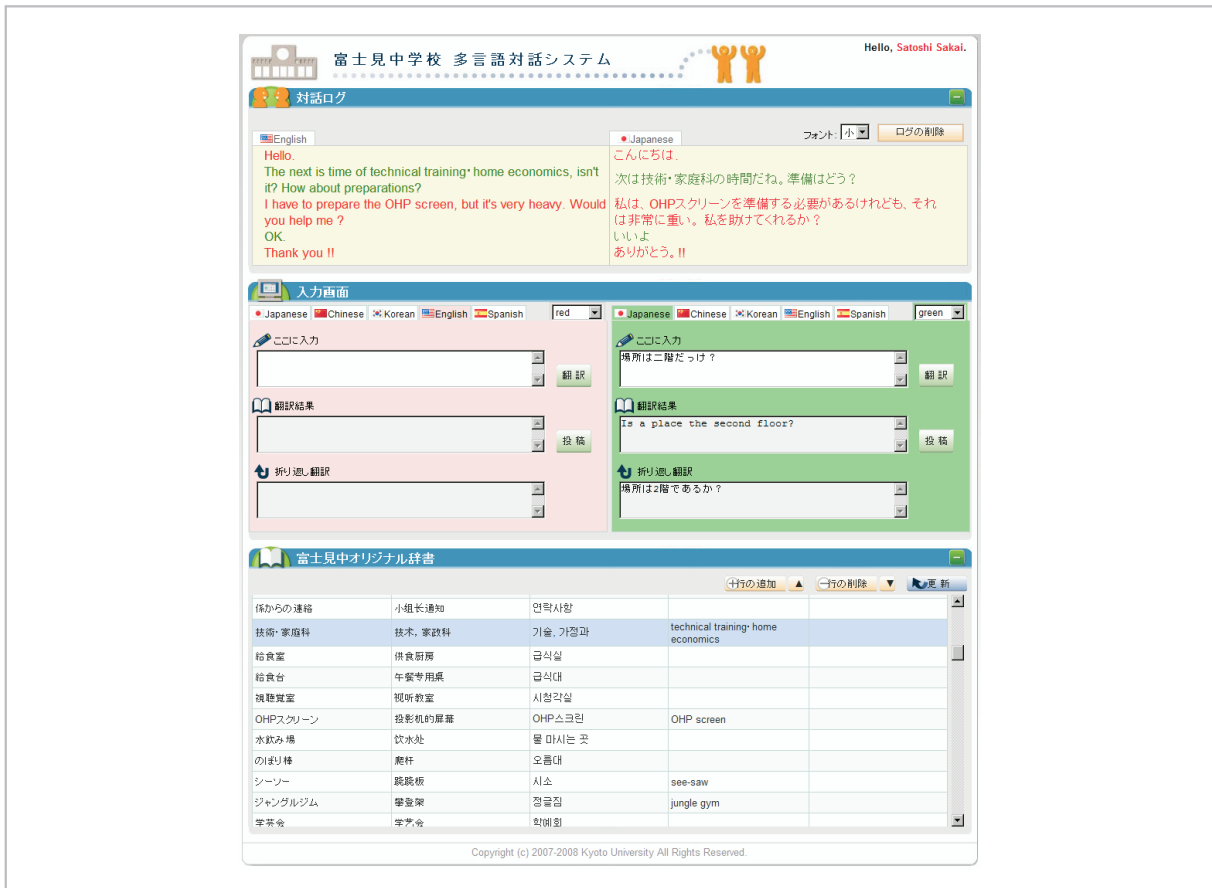 富士見中学校 多言語対話システム
Hello, Satoshi Sakai.
対話ログ
English
Japanese
フォント: 小
ログの削除
Hello.
The next is time of technical training・home economics, isn't
it? How about preparations?
I have to prepare the OHP screen, but it's very heavy. Would
you help me ?
OK.
Thank you !!
こんにちは.
次は技術・家庭科の時間だね。準備はどう？
私は、OHPスクリーンを準備する必要があるけれども、それ
は非常に重い。私を助けてくれるか？
いいよ
ありがとう。!!
入力画面
Japanese Chinese Korean English Spanish red
ここに入力
翻訳
翻訳結果
投稿
折り返し翻訳
Japanese Chinese Korean English Spanish green
ここに入力
場所は二階だっけ？
翻訳
翻訳結果
Is a place the second floor?
投稿
折り返し翻訳
場所は2階であるか？
富士見中オリジナル辞書
行の追加 ▲ 行の削除 ▼ 更新
係からの連絡 小组长通知 연락사항
技術・家庭科 技术，家政科 기술, 가정과 technical training・home
economics
給食室 供食厨房 급식실
給食台 午餐专用桌 급식대
視聴覚室 视听教室 시청각실
OHPスクリーン 投影机的屏幕 OHP스크린 OHP screen
水飲み場 饮水处 물 마시는 곳
のぼり棒 爬杆 오름대
シーソー 跷跷板 시소 see-saw
ジャングルジム 攀登架 정글짐 jungle gym
学芸会 学艺会 학예회
Copyright (c) 2007-2008 Kyoto University All Rights Reserved.